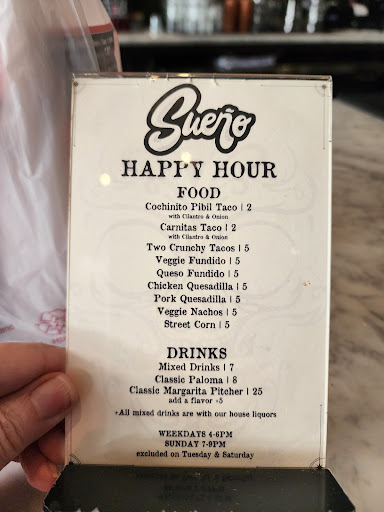 Sueño
HAPPY HOUR
FOOD
Cochinito Pibil Taco | 2
with Cilantro & Onion
Carnitas Taco | 2
with Cilantro & Onion
Two Crunchy Tacos | 5
Veggie Fundido | 5
Queso Fundido | 5
Chicken Quesadilla | 5
Pork Quesadilla | 5
Veggie Nachos | 5
Street Corn | 5
DRINKS
Mixed Drinks | 7
Classic Paloma | 8
Classic Margarita Pitcher | 25
add a flavor +5
*All mixed drinks are with our house liquors
WEEKDAYS 4-6PM
SUNDAY 7-9PM
excluded on Tuesday & Saturday